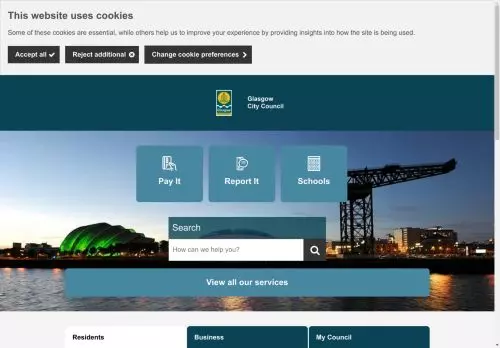 This website uses cookies
Some of these cookies are essential, while others help us to improve your experience by providing insights into how the site is being used.
Accept all
Reject additional
Change cookie preferences
Glasgow
City Council
Pay It
Report It
Schools
Search
How can we help you?
View all our services
Residents
Business
My Council